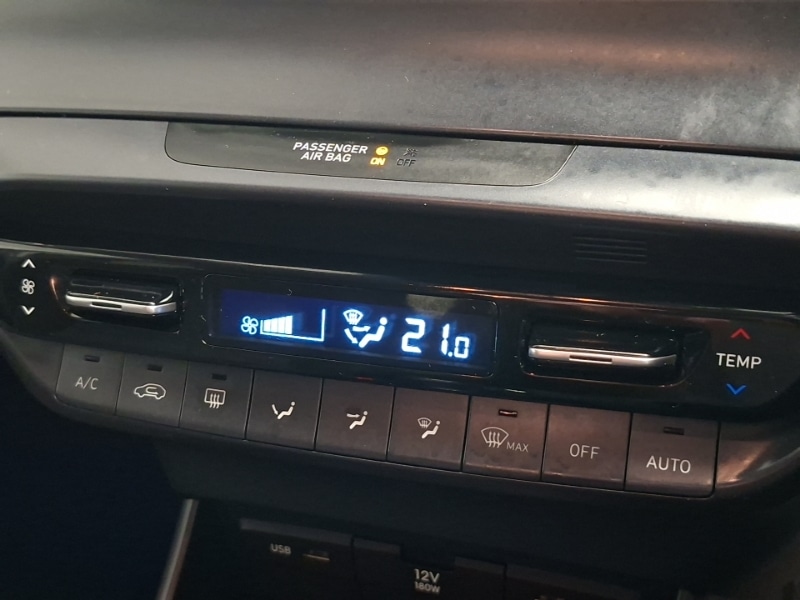 PASSENGER
AIR BAG
ON
OFF
21.0
TEMP
A/C
MAX
OFF
AUTO
USB
12V
180W